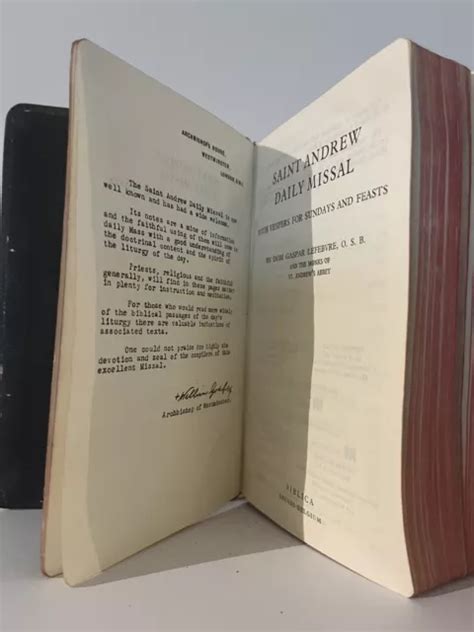 ARCHBISHOP'S HOUSE,
WESTMINSTER,
LONDON, S.W.1.
The Saint Andrew Daily Missal is
well known and has had a wide welcome.
Its notes are a mine of information
and the faithful using of them will
daily Mass with a good understanding of
the doctrinal content and the spirit of
the liturgy of the day.
Priests, religious and the faithful
generally, will find in these pages matter
in plenty for instruction and meditation.
For those who would read more widely
of the biblical passages of the day's
liturgy there are valuable indications of
associated texts.
One could not praise too highly the
devotion and zeal of the compilers of this
excellent Missal.
+ William
Archbishop of Westminster.
SAINT ANDREW
DAILY MISSAL
WITH VESPERS FOR SUNDAYS AND FEASTS
BY DOM GASPAR LEFEBVRE, O. S. B.
AND THE MONKS OF
ST. ANDREW'S ABBEY
BIBLICA
BRUGES-BELGIUM